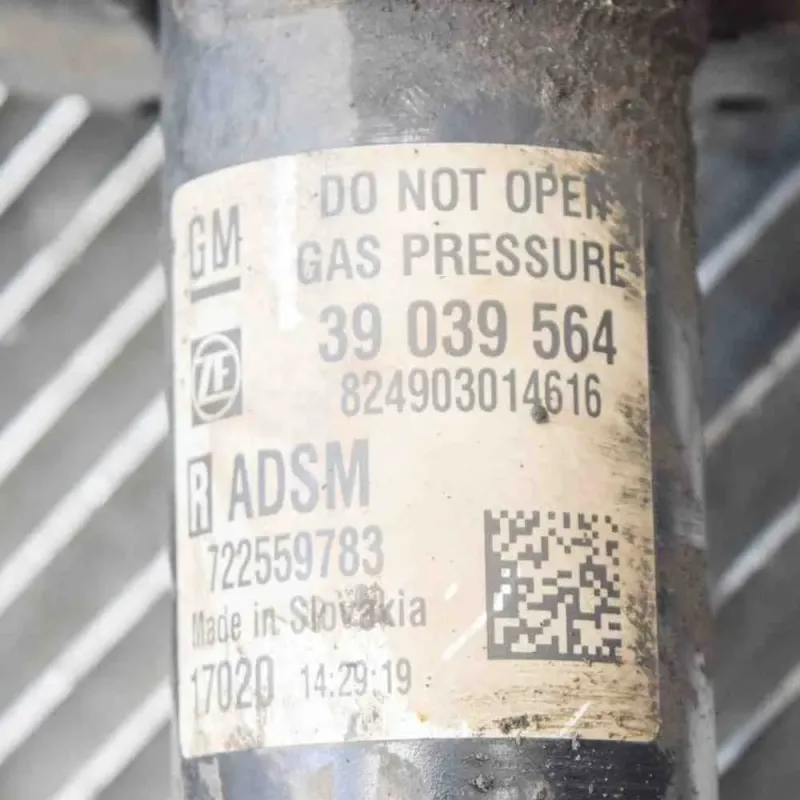 DO NOT OPEN
GM
GAS PRESSURE
39 039 564
ZF
824903014616
R ADSM
722559783
Made in Slovakia
17020 14:29:19